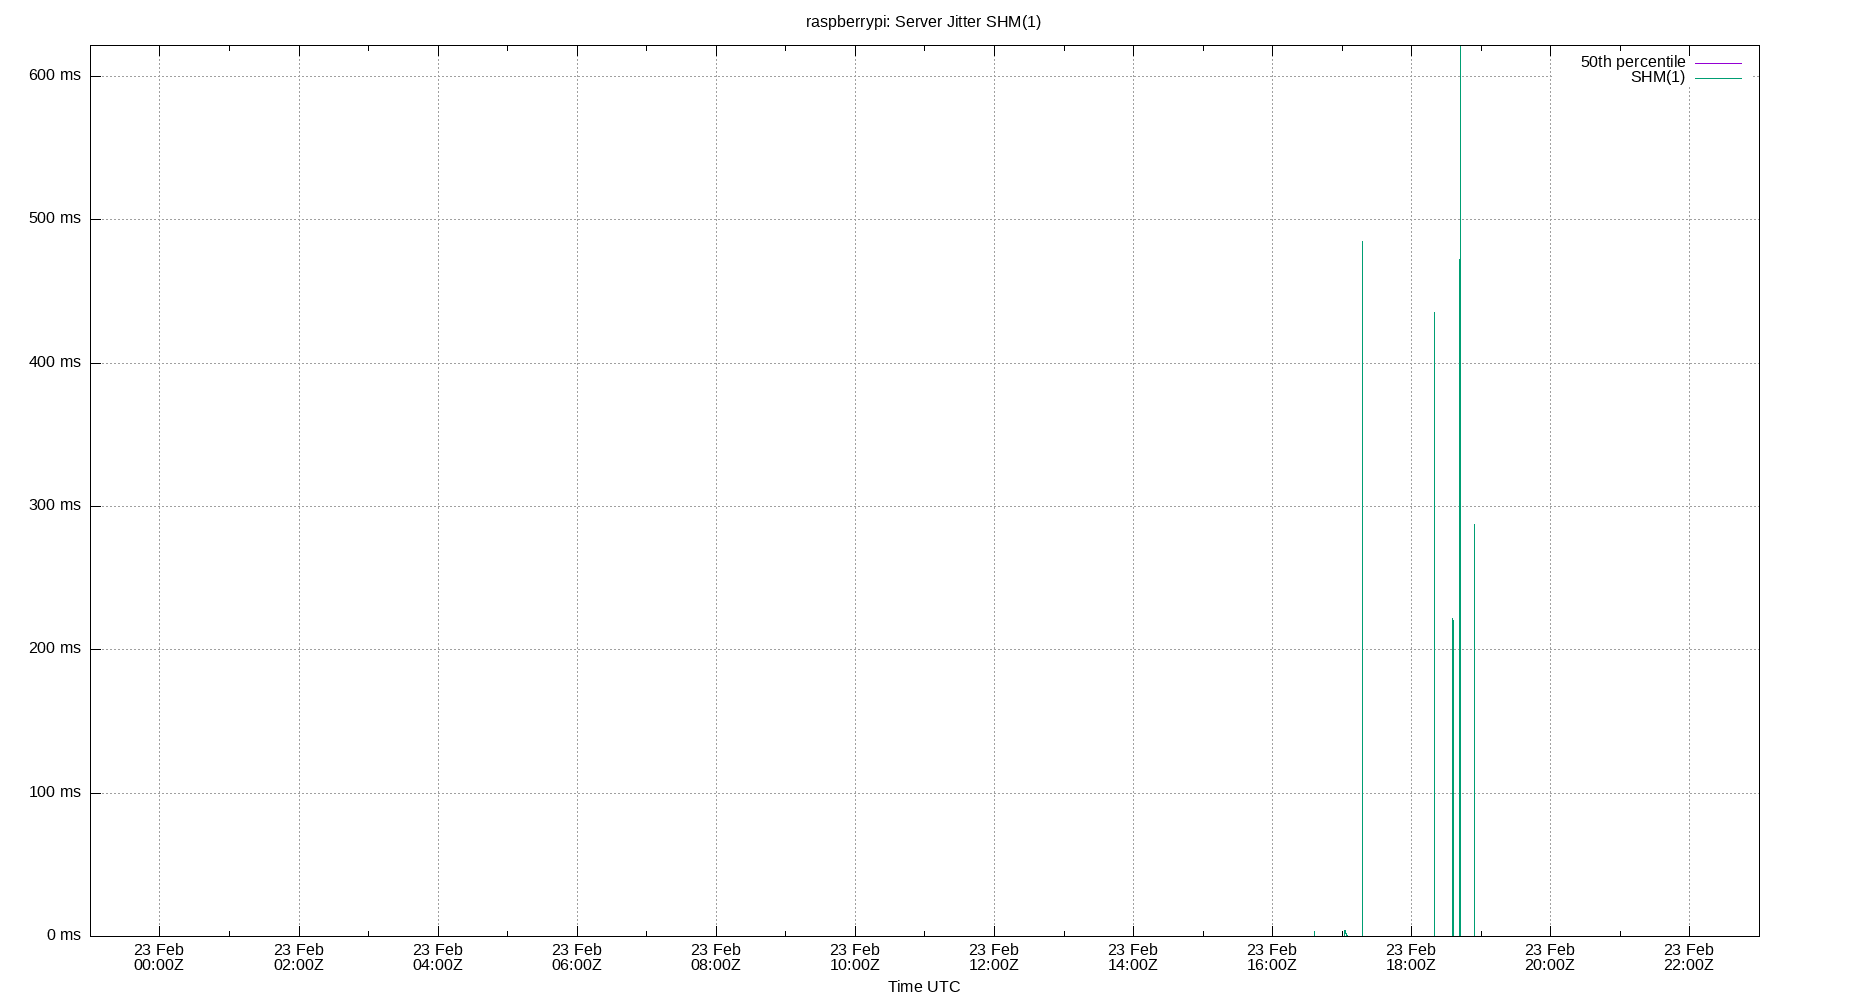 raspberrypi: Server Jitter SHM(1)
600 ms
500 ms
400 ms
300 ms
200 ms
100 ms
0 ms
50th percentile
SHM(1)
23 Feb 23 Feb 23 Feb 23 Feb 23 Feb 23 Feb 23 Feb 23 Feb 23 Feb 23 Feb 23 Feb 23 Feb
00:00Z 02:00Z 04:00Z 06:00Z 08:00Z 10:00Z 12:00Z 14:00Z 16:00Z 18:00Z 20:00Z 22:00Z
Time UTC